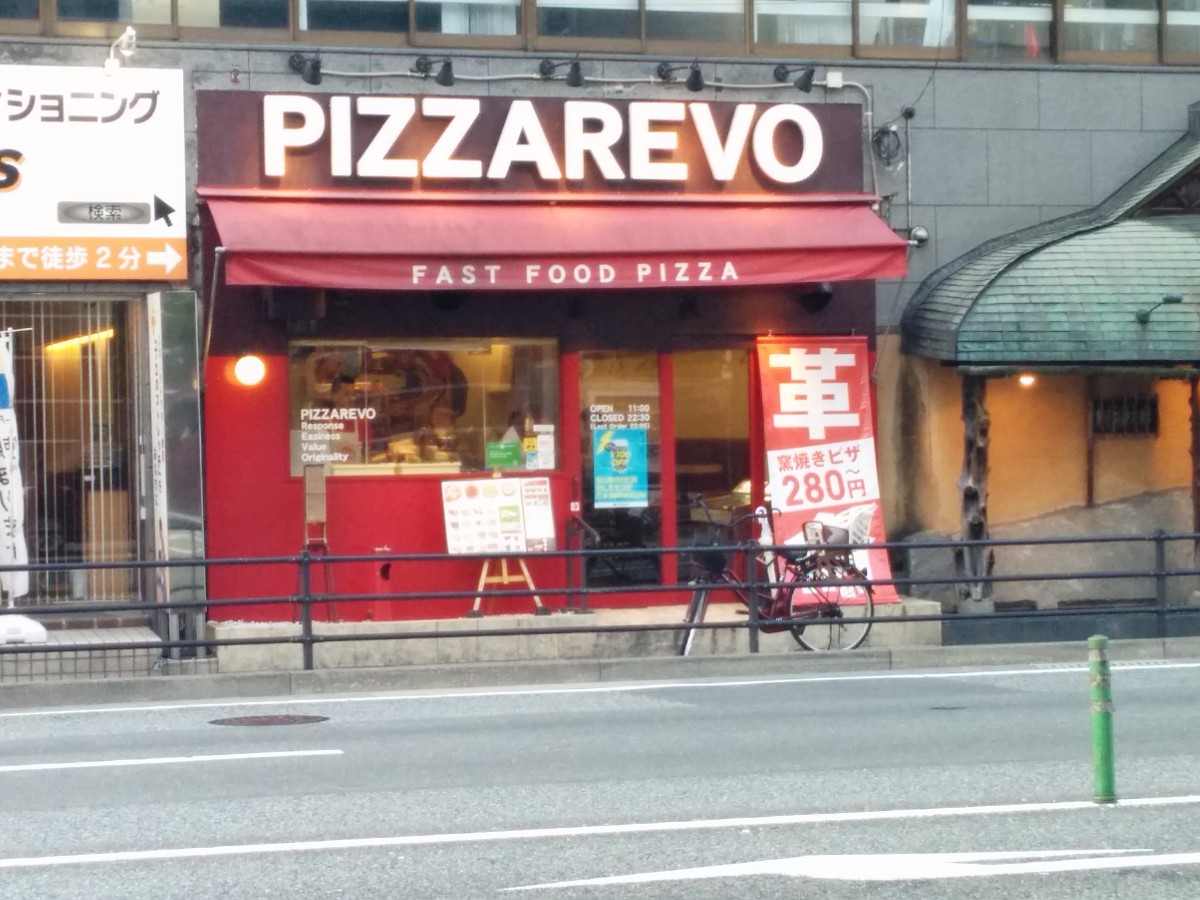 ショニング
s
検索
まで徒歩2分
PIZZAREVO
FAST FOOD PIZZA
PIZZAREVO
Response
Easiness
Value
Originality
OPEN 11:00
CLOSED 22:30
¥100
OFF
革
窯焼きピザ
280円~